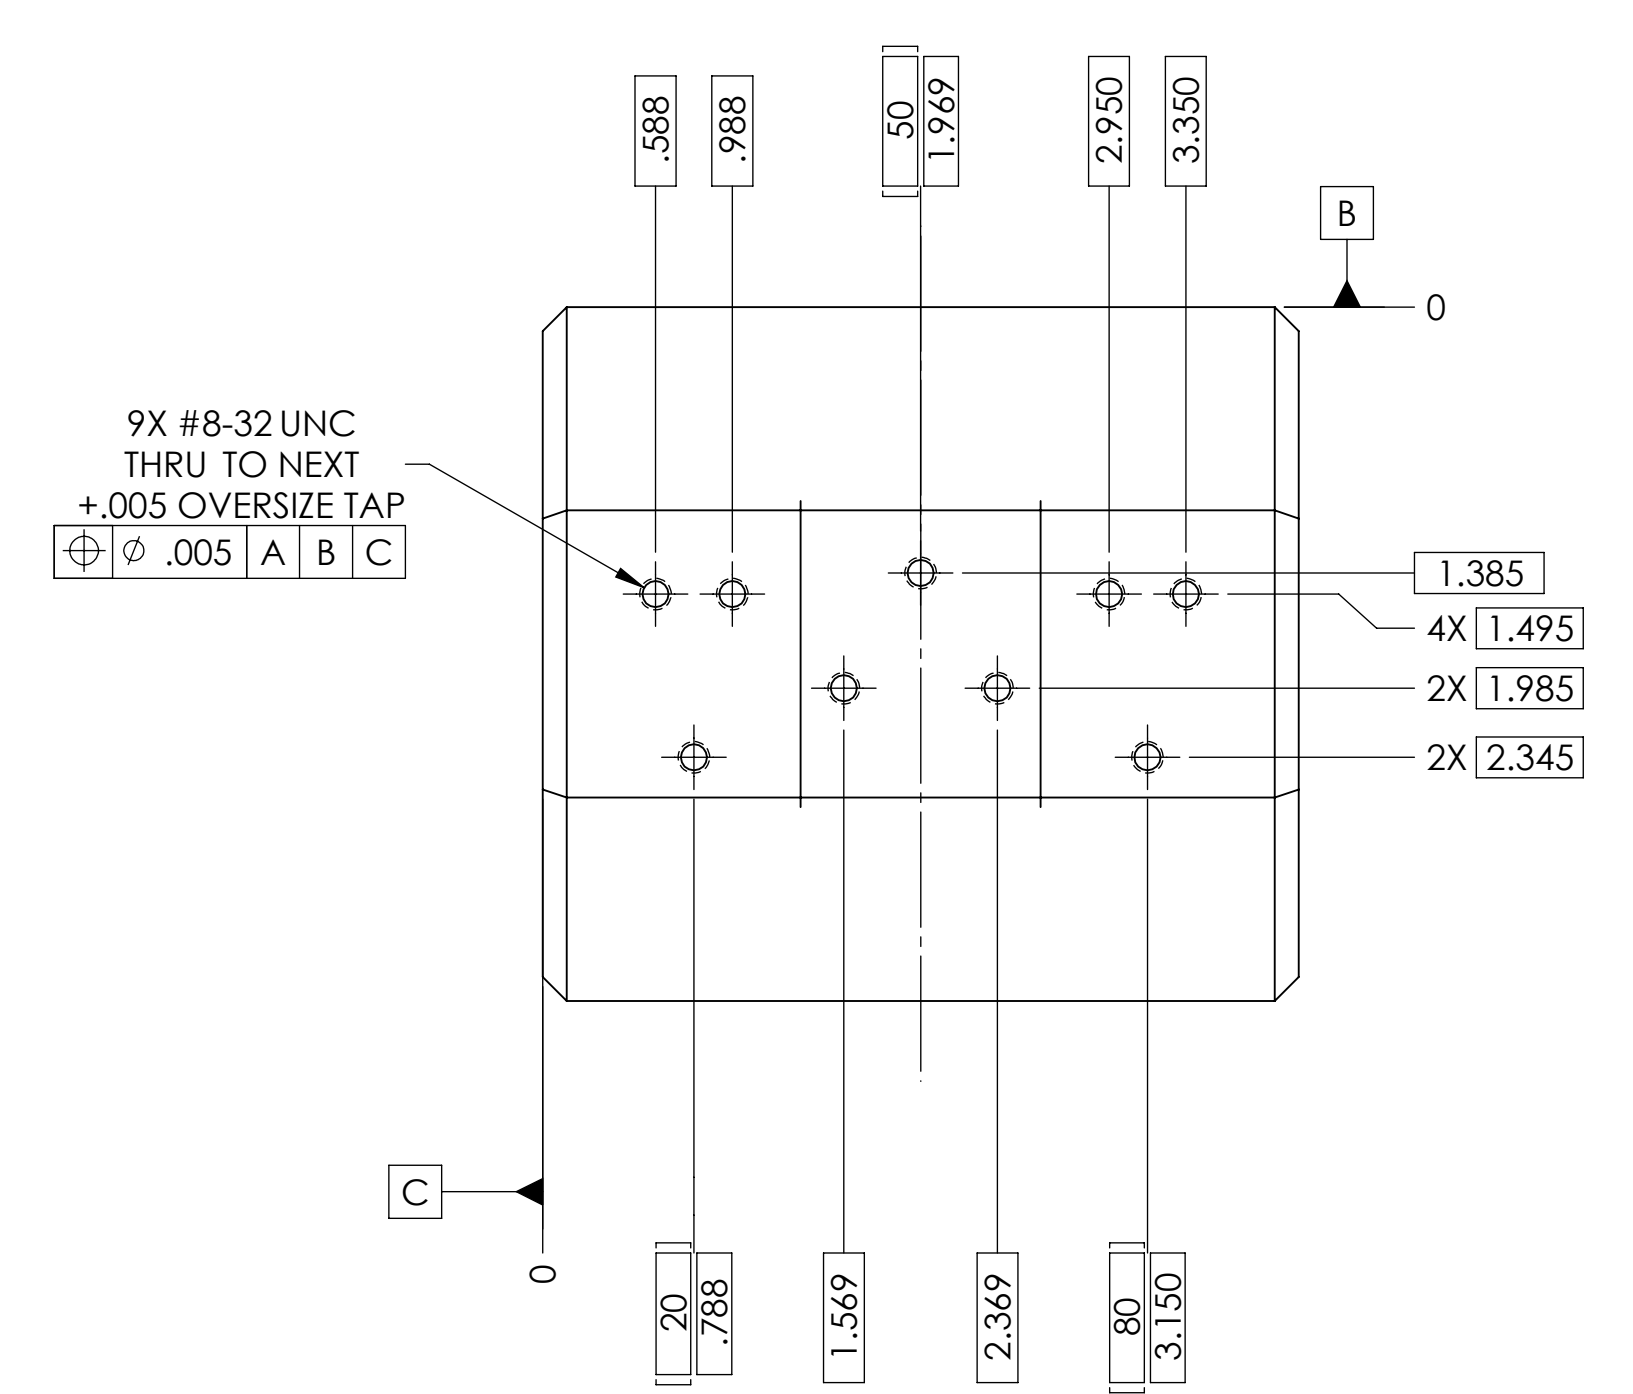 .588
.988
50
1.969
2.950
3.350
B
0
9X #8-32 UNC
THRU TO NEXT
+.005 OVERSIZE TAP
⌖ ⌀ .005 A B C
1.385
4X 1.495
2X 1.985
2X 2.345
C
0
20
.788
1.569
2.369
80
3.150